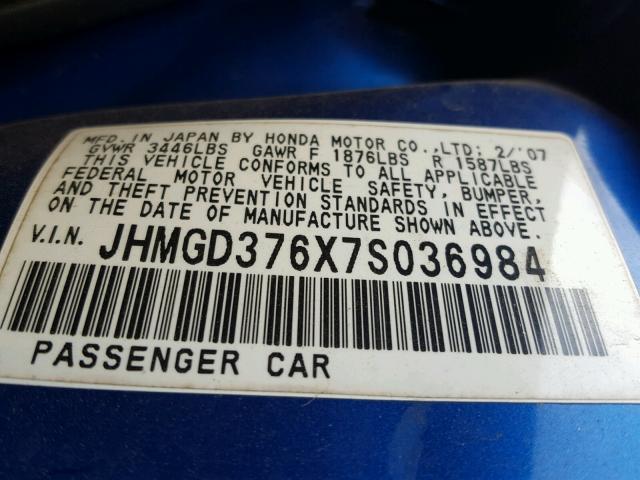 MFD. IN JAPAN BY HONDA MOTOR CO., LTD: 2/'07
GVWR 3446LBS GAWR F 1876LBS R 1587LBS
THIS VEHICLE CONFORMS TO ALL APPLICABLE
FEDERAL MOTOR VEHICLE SAFETY, BUMPER,
AND THEFT PREVENTION STANDARDS IN EFFECT
ON THE DATE OF MANUFACTURE SHOWN ABOVE.
V.I.N. JHMGD376X7S036984
PASSENGER CAR